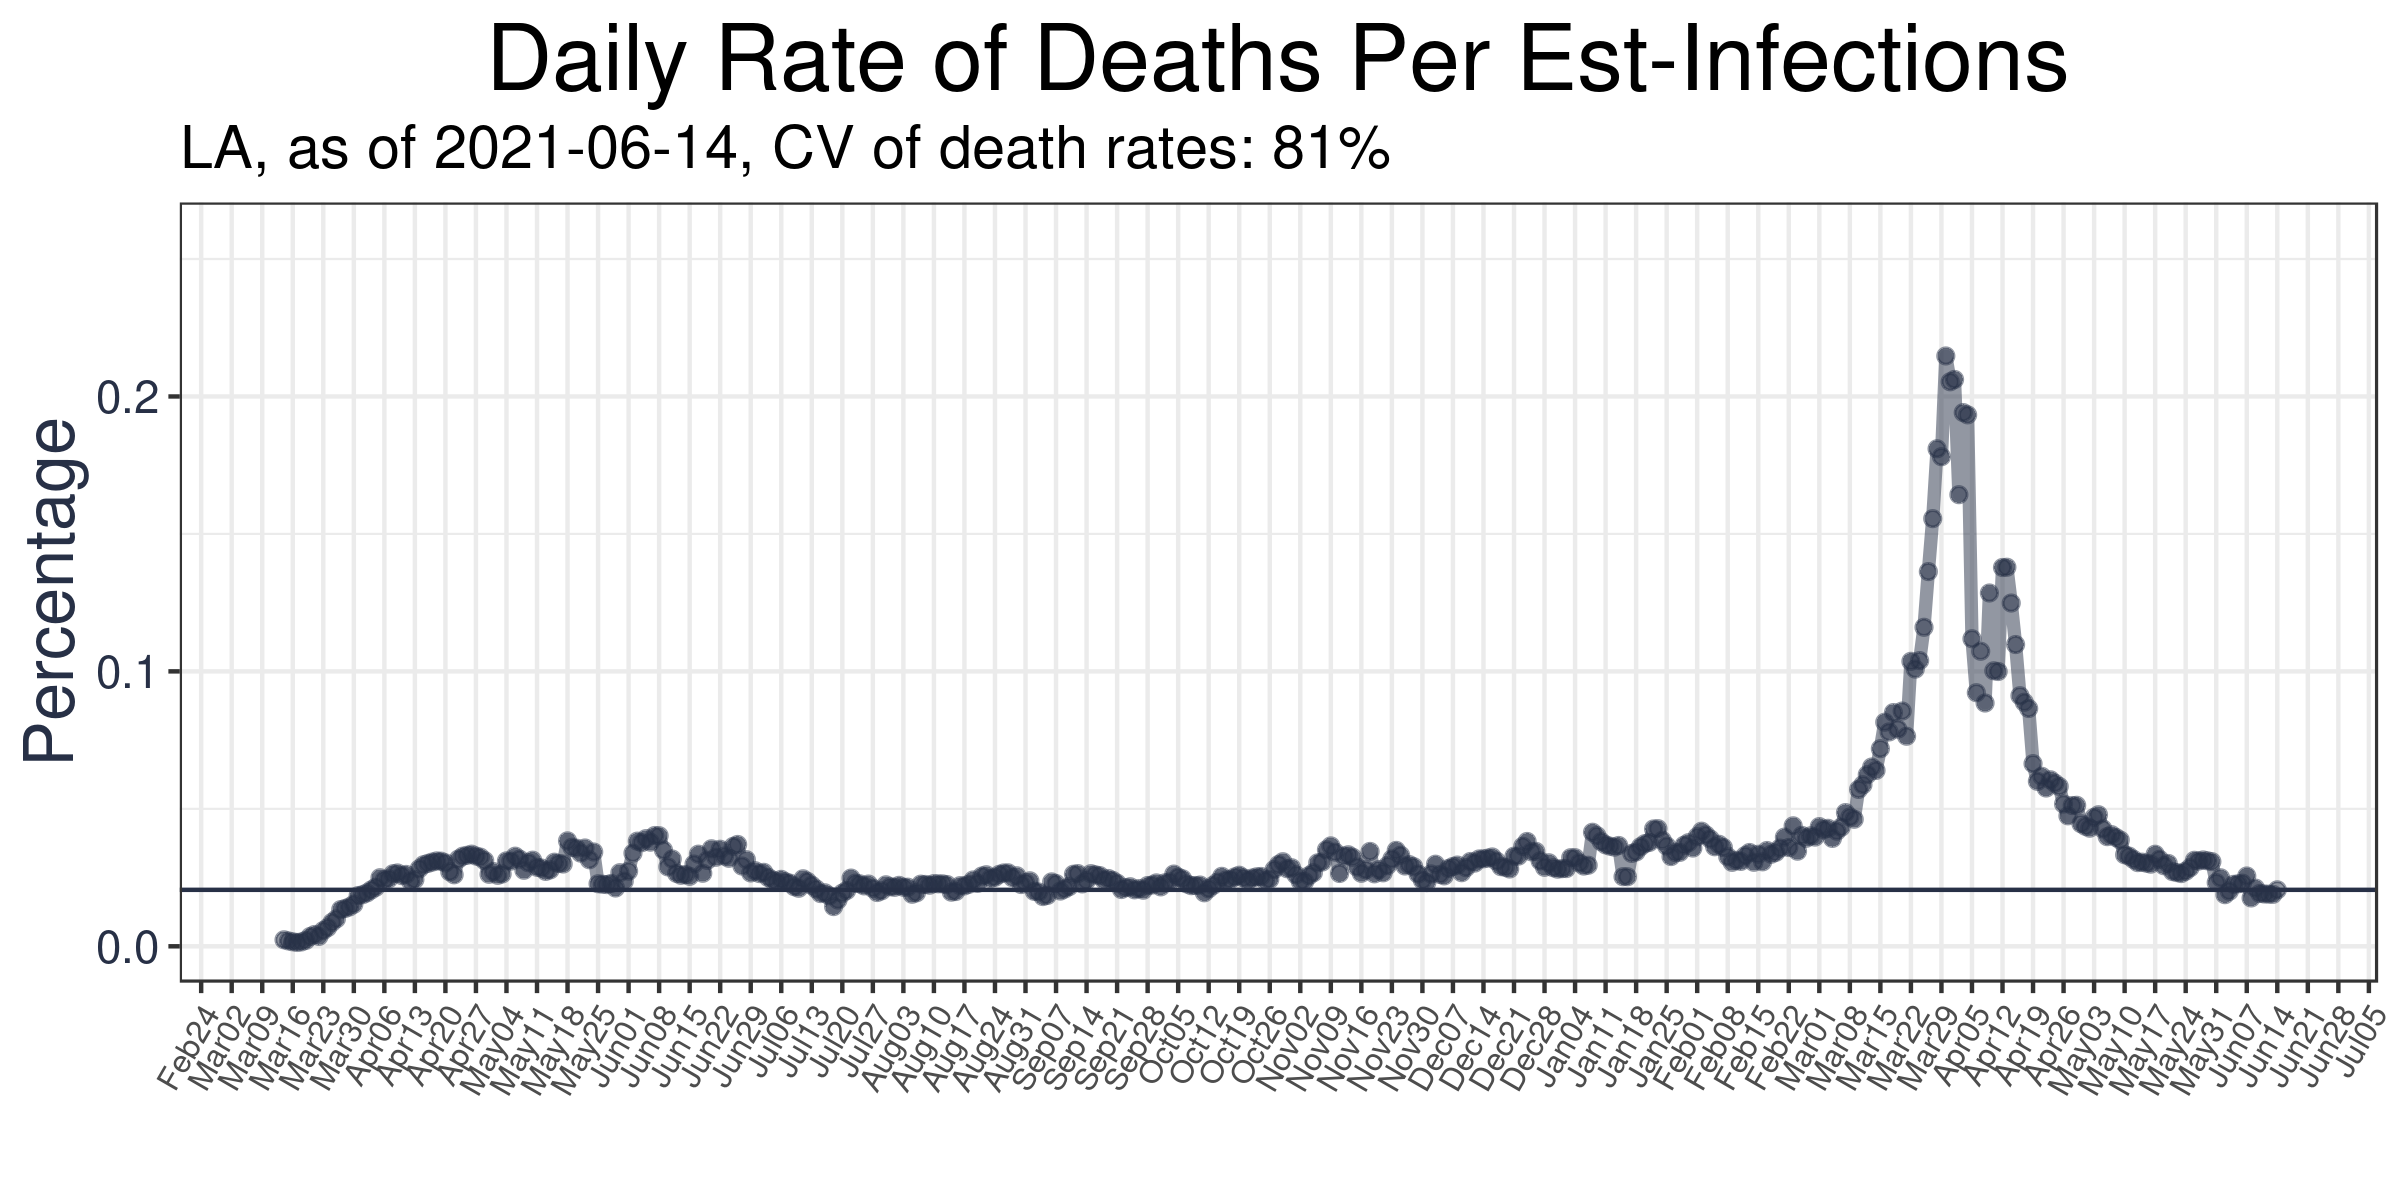 Daily Rate of Deaths Per Est-Infections
LA, as of 2021-06-14, CV of death rates: 81%
Percentage
0.2
0.1
0.0
Feb24
Mar02
Mar09
Mar16
Mar23
Mar30
Apr06
Apr13
Apr20
Apr27
May04
May11
May18
May25
Jun01
Jun08
Jun15
Jun22
Jun29
Jul06
Jul13
Jul20
Jul27
Aug03
Aug10
Aug17
Aug24
Aug31
Sep07
Sep14
Sep21
Sep28
Oct05
Oct12
Oct19
Oct26
Nov02
Nov09
Nov16
Nov23
Nov30
Dec07
Dec14
Dec21
Dec28
Jan04
Jan11
Jan18
Jan25
Feb01
Feb08
Feb15
Feb22
Mar01
Mar08
Mar15
Mar22
Mar29
Apr05
Apr12
Apr19
Apr26
May03
May10
May17
May24
May31
Jun07
Jun14
Jun21
Jun28
Jul05